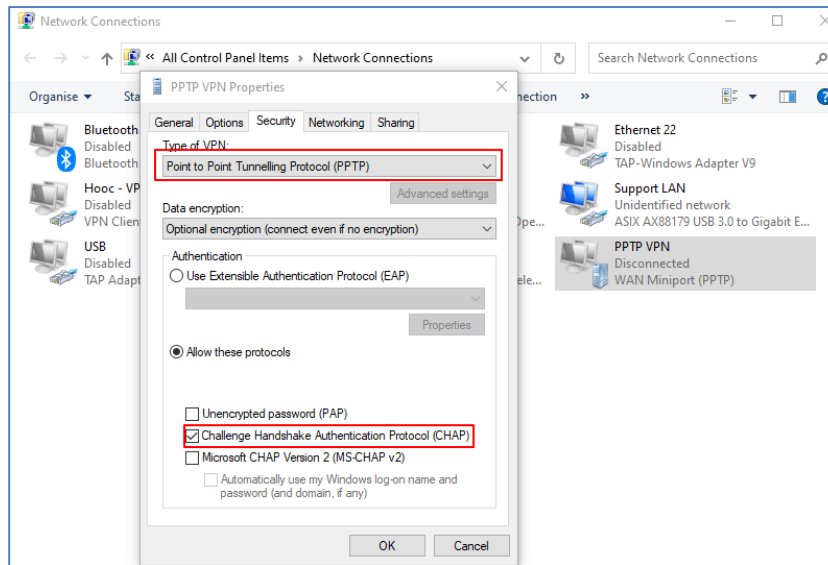 Network Connections
« All Control Panel Items › Network Connections
Search Network Connections
Organise
PPTP VPN Properties
General Options Security Networking Sharing
Type of VPN:
Point to Point Tunnelling Protocol (PPTP)
Advanced settings
Data encryption:
Optional encryption (connect even if no encryption)
Authentication
Use Extensible Authentication Protocol (EAP)
Properties
Allow these protocols
Unencrypted password (PAP)
Challenge Handshake Authentication Protocol (CHAP)
Microsoft CHAP Version 2 (MS-CHAP v2)
Automatically use my Windows log-on name and
password (and domain, if any)
OK Cancel
Bluetooth
Disabled
Bluetooth
Hooc - VP
Disabled
VPN Clien
USB
Disabled
TAP Adapt
Ethernet 22
Disabled
TAP-Windows Adapter V9
Support LAN
Unidentified network
ASIX AX88179 USB 3.0 to Gigabit E...
PPTP VPN
Disconnected
WAN Miniport (PPTP)